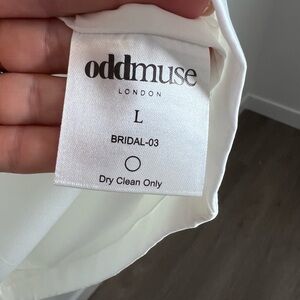 oddmuse
LONDON
L
BRIDAL-03
Dry Clean Only